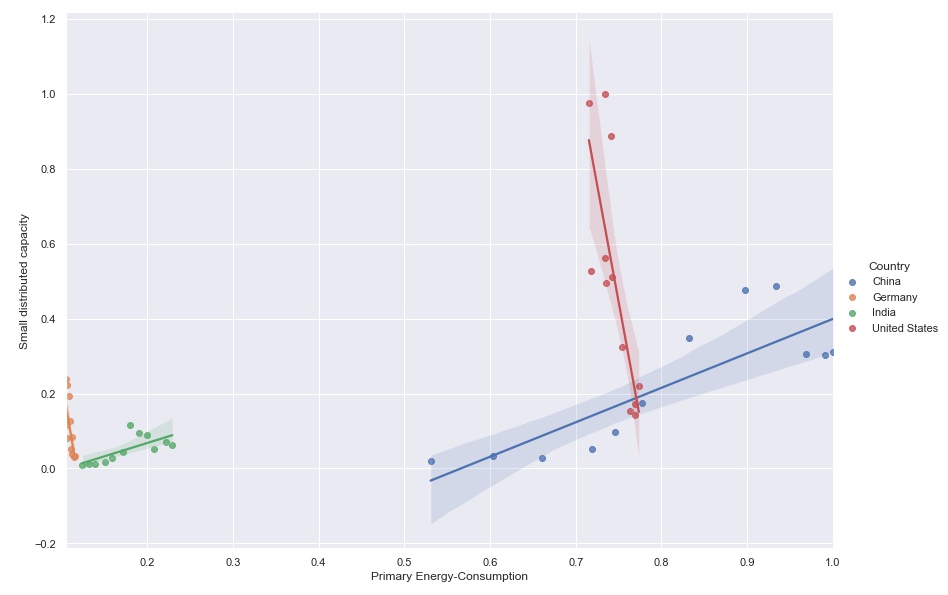 1.2
1.0
0.8
0.6
0.4
0.2
0.0
−0.2
Small distributed capacity
0.2 0.3 0.4 0.5 0.6 0.7 0.8 0.9 1.0
Primary Energy-Consumption
Country
China
Germany
India
United States